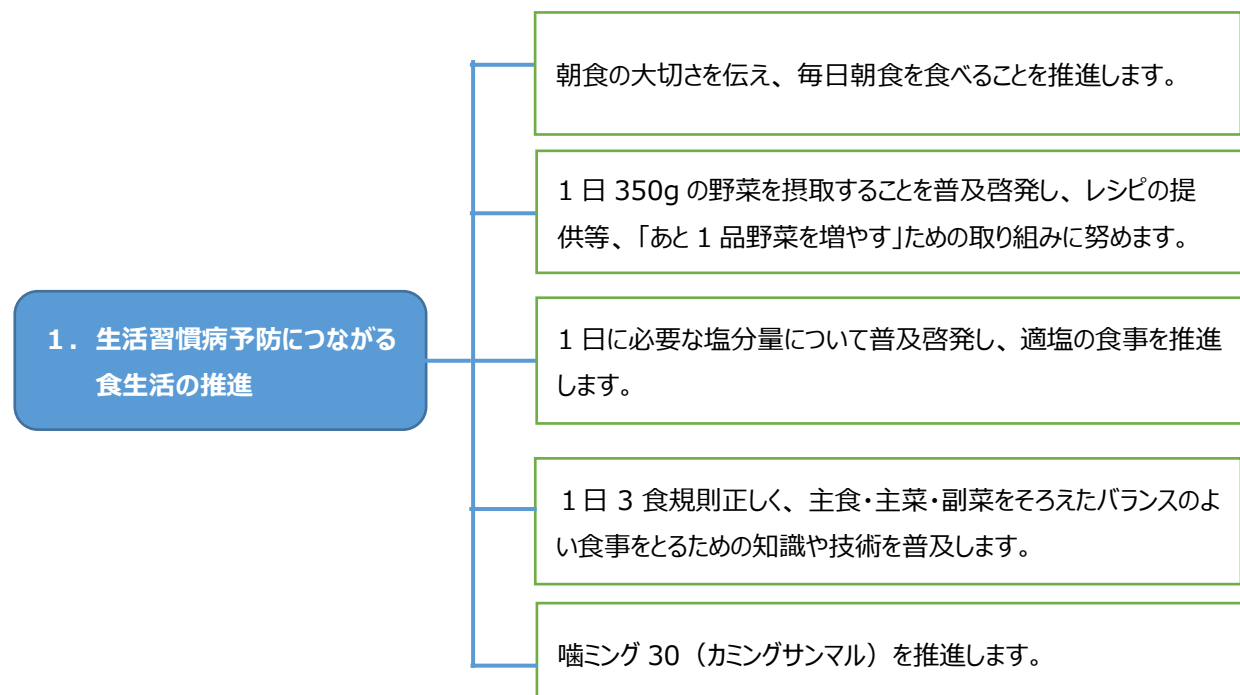 朝食の大切さを伝え、毎日朝食を食べることを推進します。
1日350gの野菜を摂取することを普及啓発し、レシピの提
供等、「あと1品野菜を増やす」ための取り組みに努めます。
1．生活習慣病予防につながる
食生活の推進
1日に必要な塩分量について普及啓発し、適塩の食事を推進
します。
1日3食規則正しく、主食・主菜・副菜をそろえたバランスのよ
い食事をとるための知識や技術を普及します。
噛ミング30（カミングサンマル）を推進します。